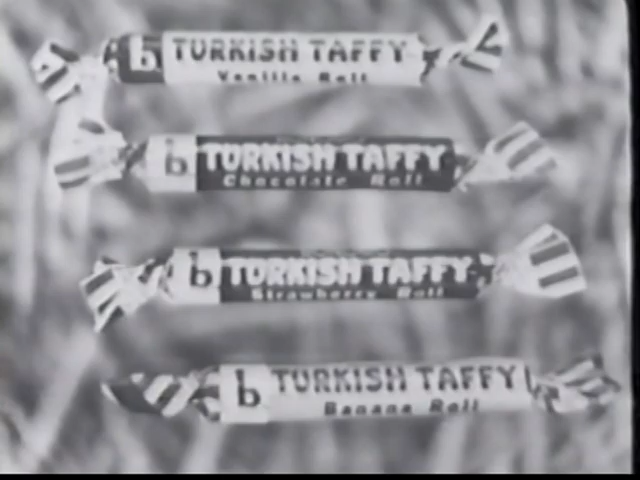 b TURKISH TAFFY
Vanilla Roll
b TURKISH TAFFY
Chocolate Roll
b TURKISH TAFFY
Strawberry Roll
b TURKISH TAFFY
Banana Roll